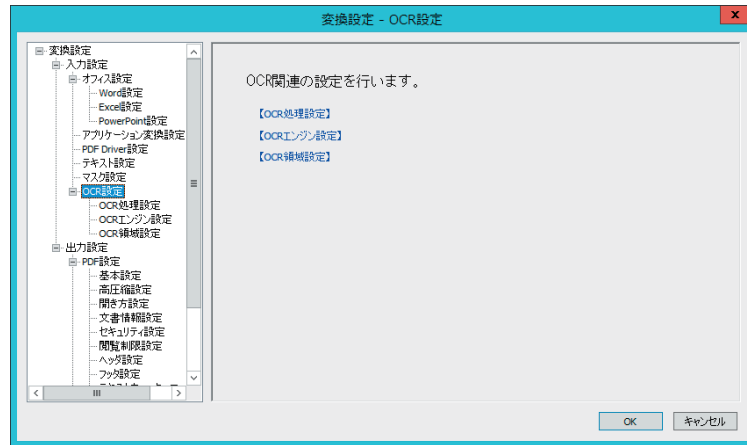 変換設定 - OCR設定
x
変換設定
入力設定
オフィス設定
Word設定
Excel設定
PowerPoint設定
アプリケーション変換設定
PDF Driver設定
テキスト設定
マスク設定
OCR設定
OCR処理設定
OCRエンジン設定
OCR領域設定
出力設定
PDF設定
基本設定
高圧縮設定
開き方設定
文書情報設定
セキュリティ設定
閲覧制限設定
ヘッダ設定
フッタ設定
OCR関連の設定を行います。
【OCR処理設定】
【OCRエンジン設定】
【OCR領域設定】
OK
キャンセル